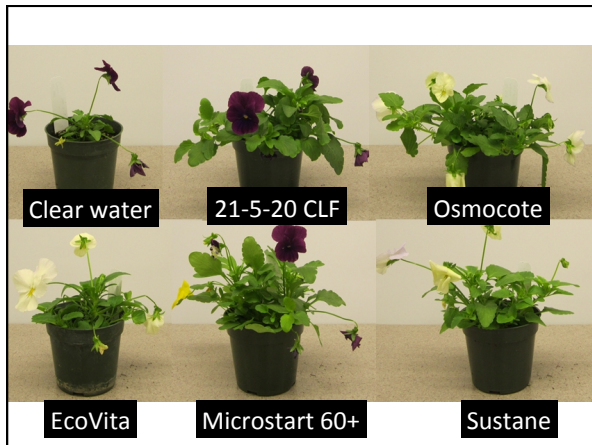 Clear water
21-5-20 CLF
Osmocote
EcoVita
Microstart 60+
Sustane